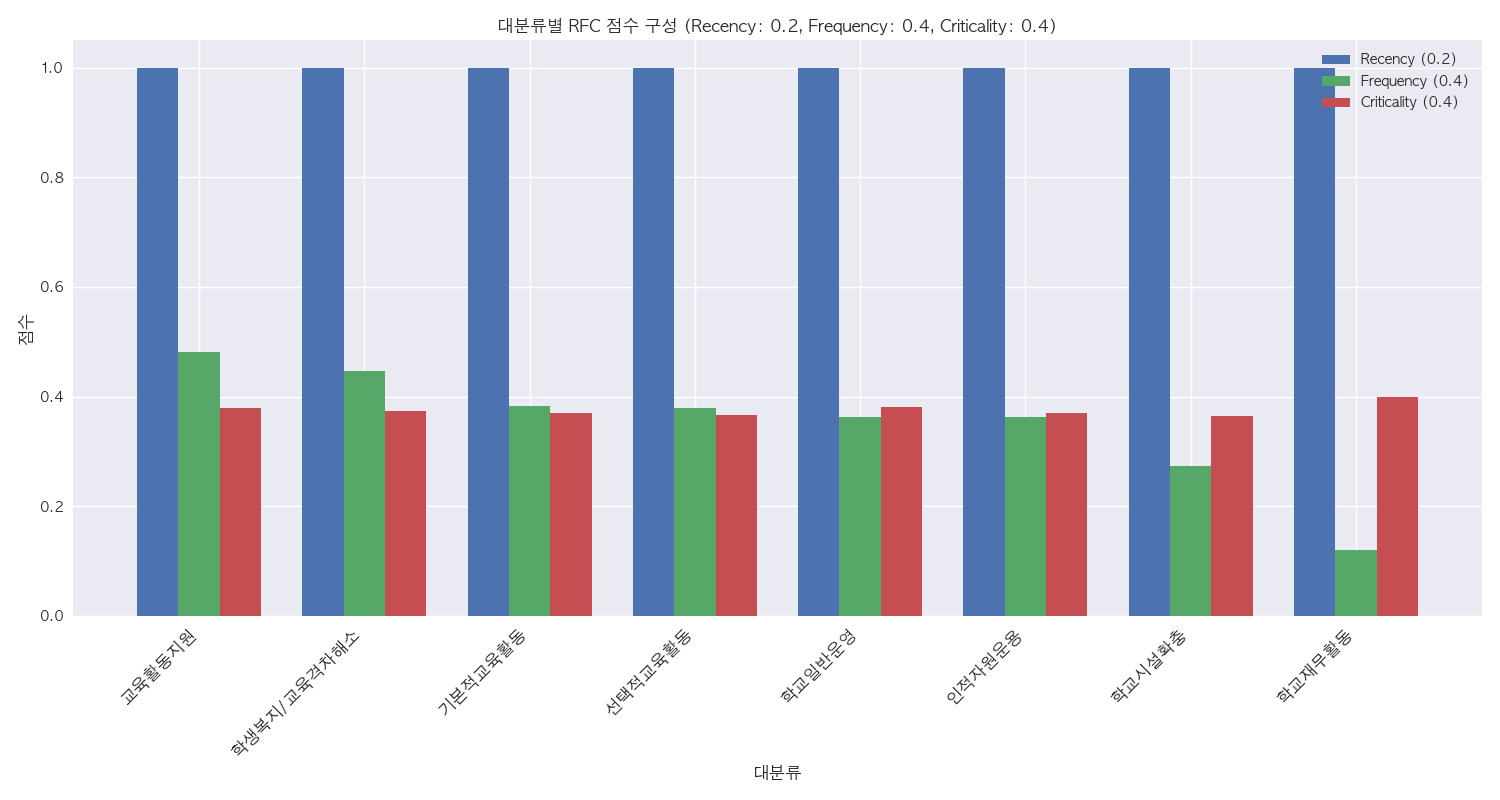 대분류별 RFC 점수 구성 (Recency: 0.2, Frequency: 0.4, Criticality: 0.4)
Recency (0.2)
Frequency (0.4)
Criticality (0.4)
점수
1.0
0.8
0.6
0.4
0.2
0.0
교육활동지원
학생복지/교육격차해소
기본적교육활동
선택적교육활동
학교일반운영
인적자원운용
학교시설확충
학교재무활동
대분류